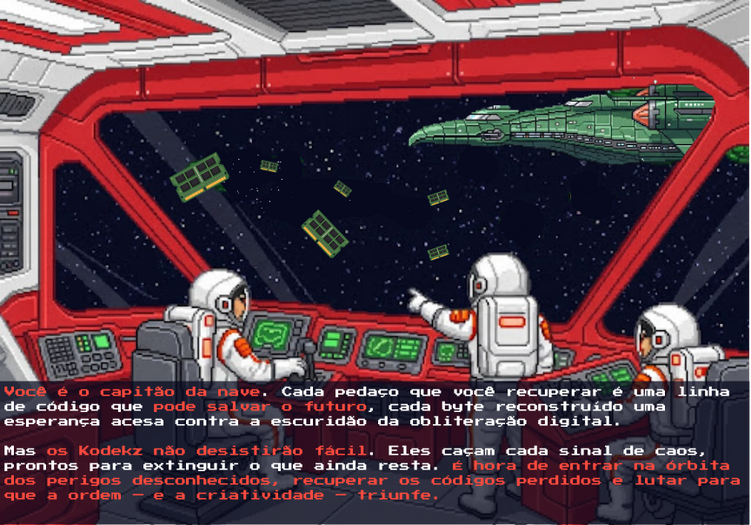 Você é o capitão da nave. Cada pedaço que você recuperar é uma linha
de código que pode salvar o futuro, cada byte reconstruído uma
esperança acesa contra a escuridão da obliteração digital.
Mas os Kodekz não desistirão fácil. Eles caçam cada sinal de caos,
prontos para extinguir o que ainda resta. É hora de entrar na órbita
dos perigos desconhecidos, recuperar os códigos perdidos e lutar para
que a ordem — e a criatividade — triunfe.